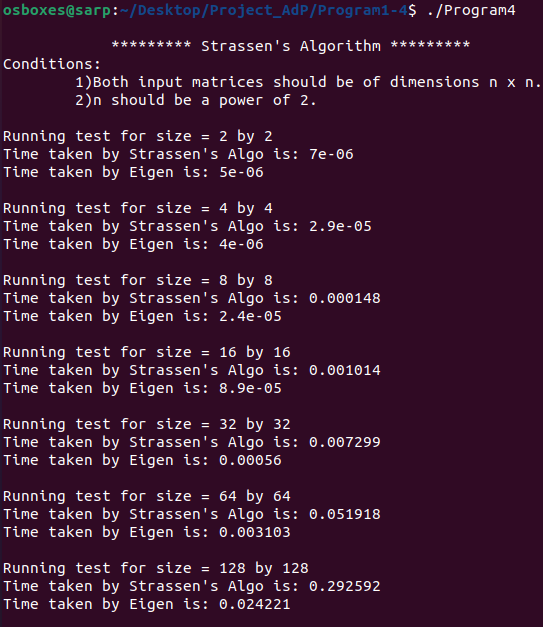 osboxes@sarp:~/Desktop/Project_AdP/Program1-4$ ./Program4
********* Strassen's Algorithm *********
Conditions:
1)Both input matrices should be of dimensions n x n.
2)n should be a power of 2.
Running test for size = 2 by 2
Time taken by Strassen's Algo is: 7e-06
Time taken by Eigen is: 5e-06
Running test for size = 4 by 4
Time taken by Strassen's Algo is: 2.9e-05
Time taken by Eigen is: 4e-06
Running test for size = 8 by 8
Time taken by Strassen's Algo is: 0.000148
Time taken by Eigen is: 2.4e-05
Running test for size = 16 by 16
Time taken by Strassen's Algo is: 0.001014
Time taken by Eigen is: 8.9e-05
Running test for size = 32 by 32
Time taken by Strassen's Algo is: 0.007299
Time taken by Eigen is: 0.00056
Running test for size = 64 by 64
Time taken by Strassen's Algo is: 0.051918
Time taken by Eigen is: 0.003103
Running test for size = 128 by 128
Time taken by Strassen's Algo is: 0.292592
Time taken by Eigen is: 0.024221